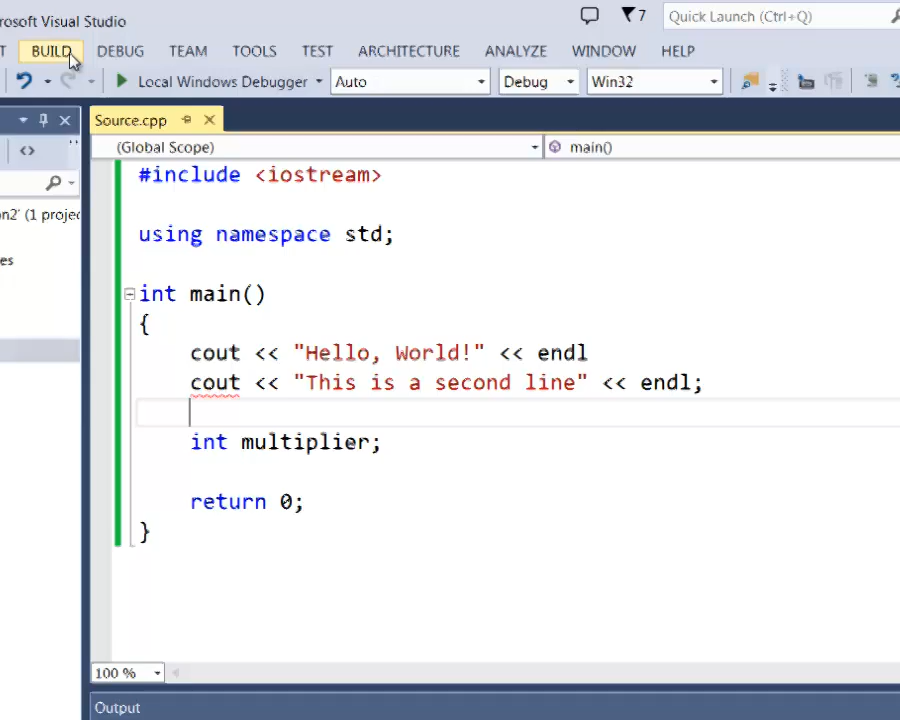 rosoft Visual Studio
7
Quick Launch (Ctrl+Q)
T BUILD DEBUG TEAM TOOLS TEST ARCHITECTURE ANALYZE WINDOW HELP
Local Windows Debugger Auto Debug Win32
Source.cpp
<> (Global Scope) main()
n2' (1 projec
es
#include <iostream>
using namespace std;
int main()
{
cout << "Hello, World!" << endl
cout << "This is a second line" << endl;
int multiplier;
return 0;
}
100 %
Output